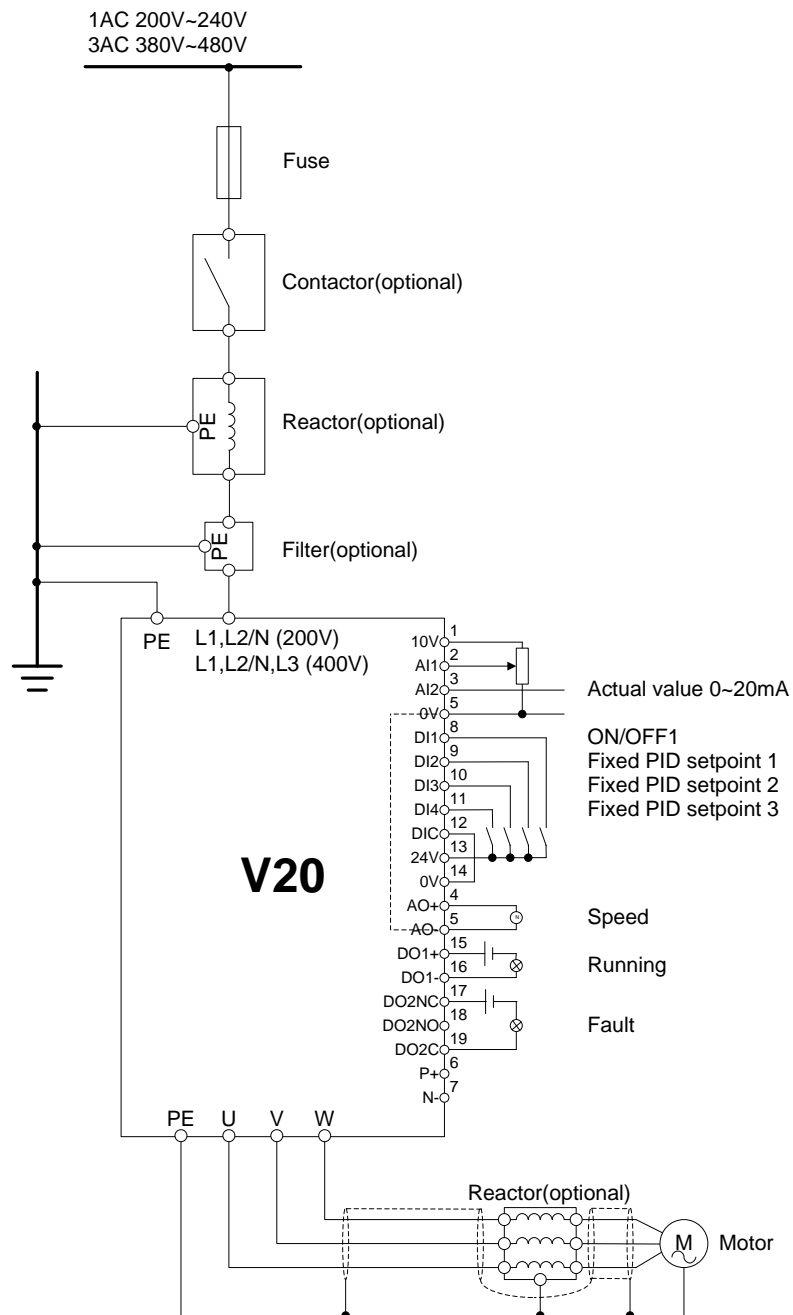 1AC 200V~240V
3AC 380V~480V
Fuse
Contactor(optional)
PE
Reactor(optional)
PE
Filter(optional)
PE
L1,L2/N (200V)
L1,L2/N,L3 (400V)
10V 1
AI1 2
AI2 3
Actual value 0~20mA
0V 5
DI1 8
ON/OFF1
DI2 9
Fixed PID setpoint 1
DI3 10
Fixed PID setpoint 2
DI4 11
Fixed PID setpoint 3
DIC 12
24V 13
0V 14
V20
AO+ 4
Speed
AO- 5
DO1+ 15
Running
DO1- 16
DO2NC 17
DO2NO 18
Fault
DO2C 19
P+ 6
N- 7
PE U V W
Reactor(optional)
M
Motor